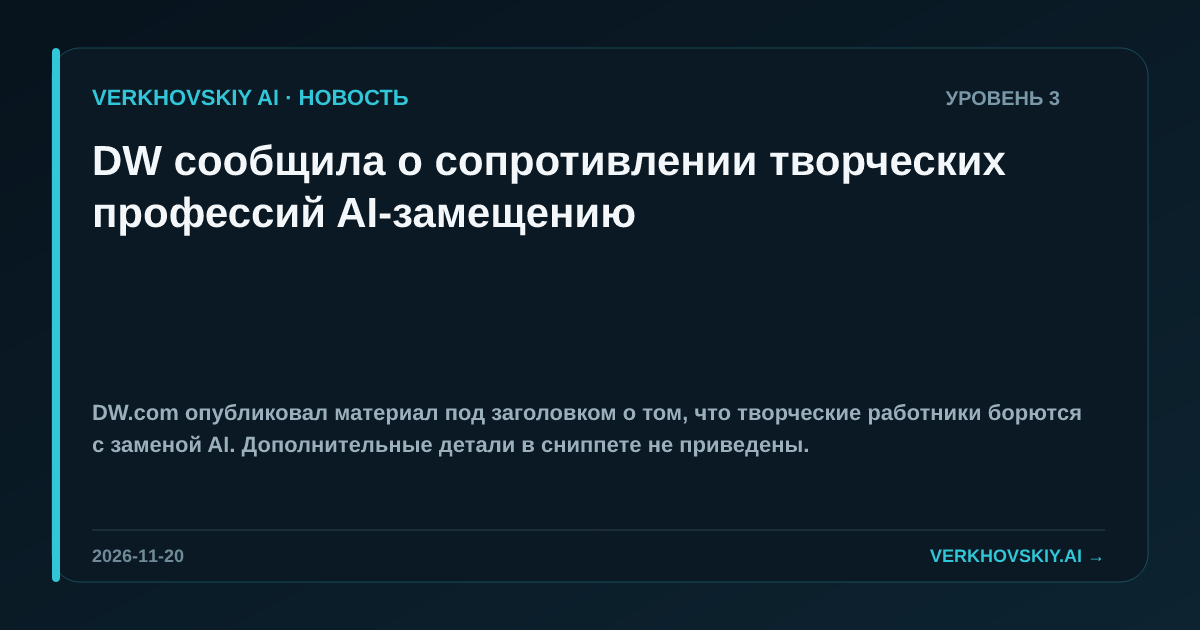 VERKHOVSKIY AI · НОВОСТЬ
УРОВЕНЬ 3
DW сообщила о сопротивлении творческих
профессий AI-замещению
DW.com опубликовал материал под заголовком о том, что творческие работники борются
с заменой AI. Дополнительные детали в сниппете не приведены.
2026-11-20
VERKHOVSKIY.AI →